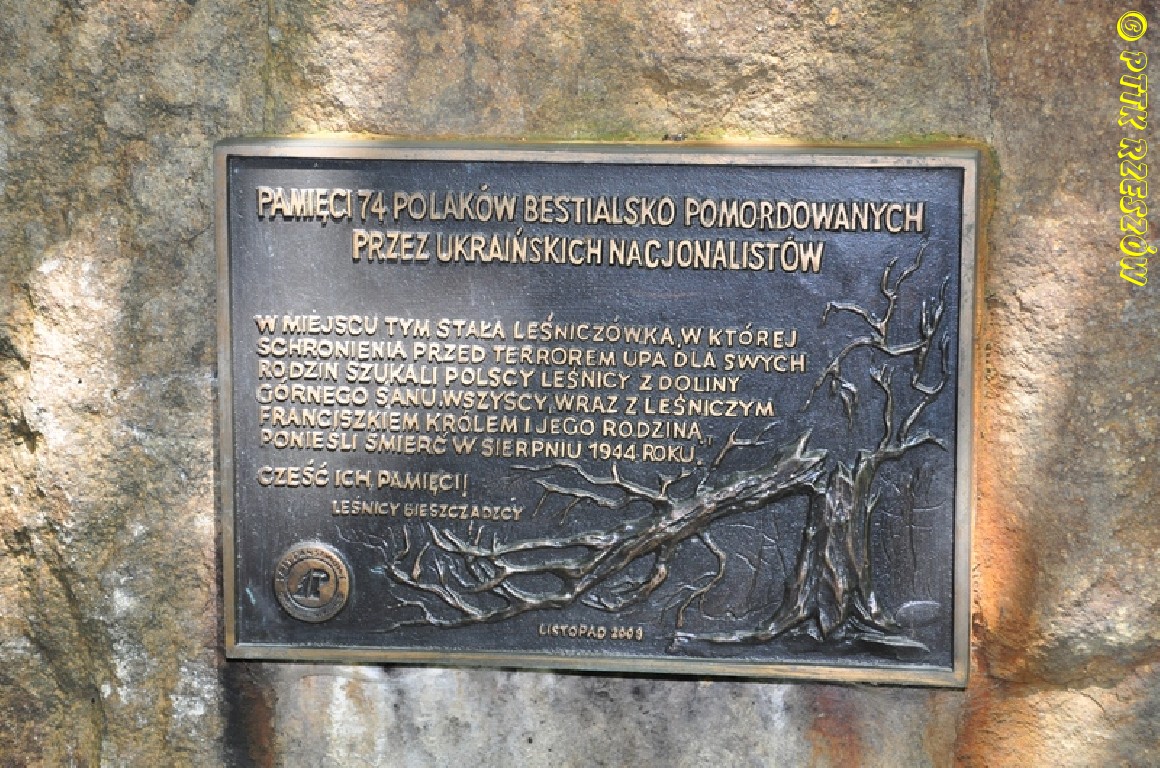 PAMIĘCI 74 POLAKÓW BESTIALSKO POMORDOWANYCH
PRZEZ UKRAIŃSKICH NACJONALISTÓW
W MIEJSCU TYM STAŁA LEŚNICZÓWKA, W KTÓREJ
SCHRONIENIA PRZED TERROREM UPA DLA SWYCH
RODZIN SZUKALI POLSCY LEŚNICY Z DOLINY
GÓRNEGO SANU. WSZYSCY, WRAZ Z LEŚNICZYM
FRANCISZKIEM KRÓLEM I JEGO RODZINĄ,
PONIEŚLI ŚMIERĆ W SIERPNIU 1944 ROKU.
CZEŚĆ ICH PAMIĘCI!
LEŚNICY BIESZCZADZCY
LISTOPAD
© PTTK RZESZÓW